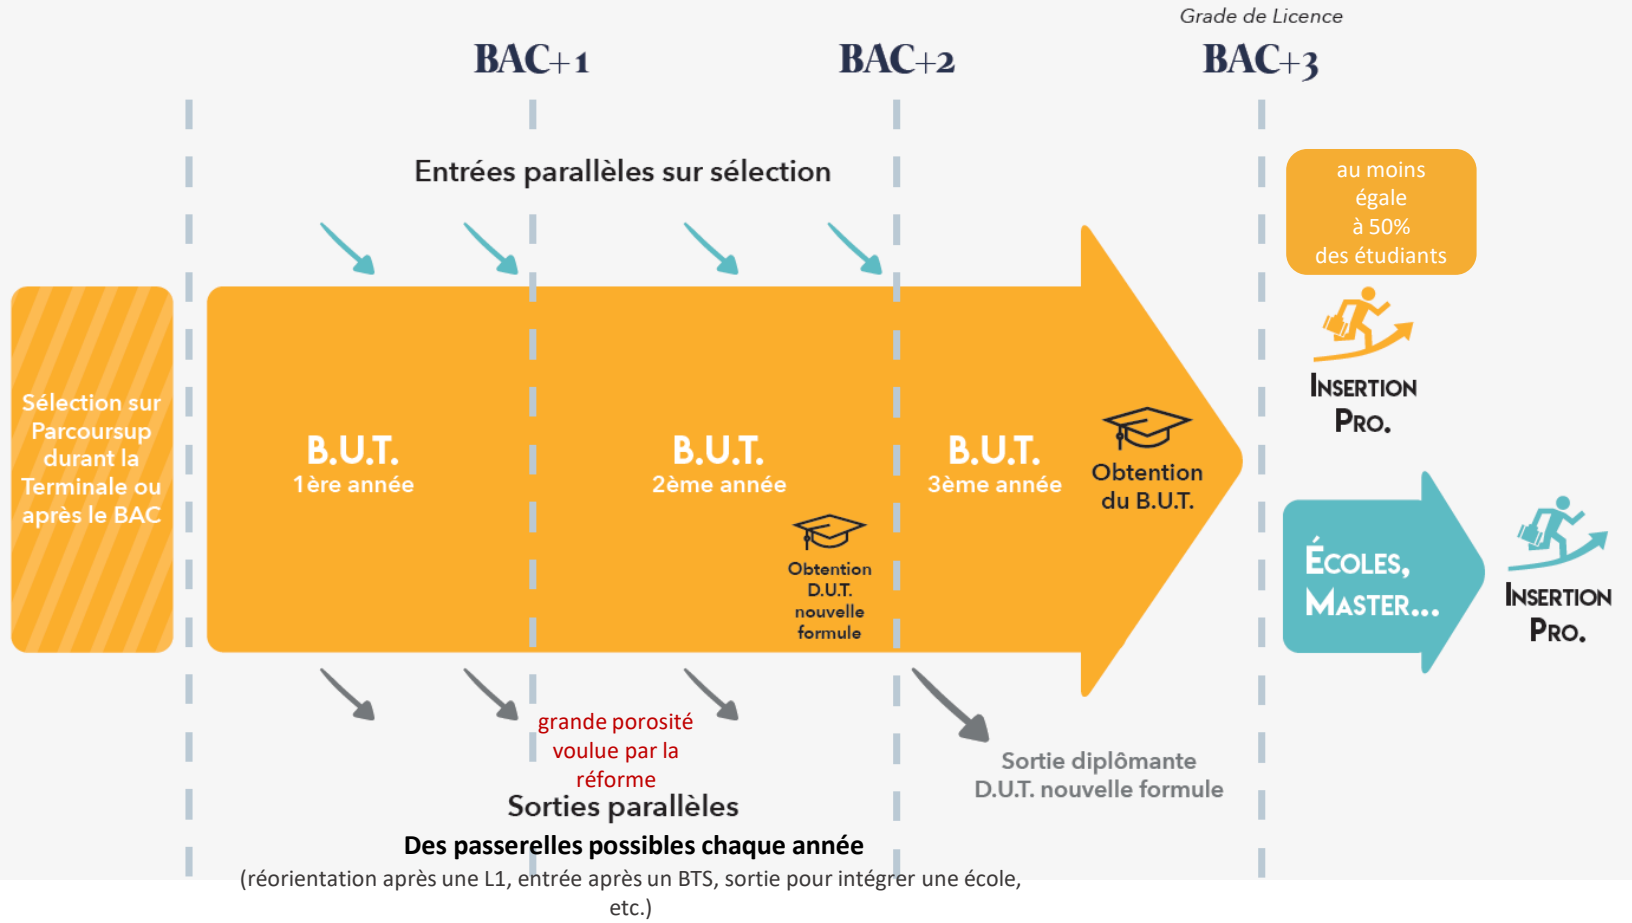 Grade de Licence
BAC+1
BAC+2
BAC+3
Entrées parallèles sur sélection
au moins
égale
à 50%
des étudiants
Sélection sur
Parcoursup
durant la
Terminale ou
après le BAC
B.U.T.
1ère année
B.U.T.
2ème année
Obtention
D.U.T.
nouvelle
formule
B.U.T.
3ème année
Obtention
du B.U.T.
INSERTION
PRO.
ÉCOLES,
MASTER...
INSERTION
PRO.
grande porosité
voulue par la
réforme
Sorties parallèles
Sortie diplômante
D.U.T. nouvelle formule
Des passerelles possibles chaque année
(réorientation après une L1, entrée après un BTS, sortie pour intégrer une école,
etc.)